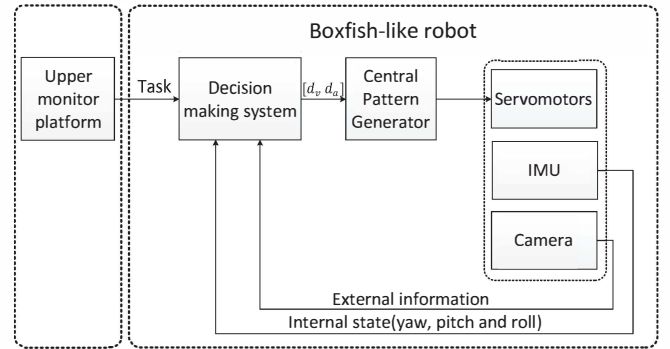 Boxfish-like robot
Upper
monitor
platform
Task
Decision
making system
[d_v d_a]
Central
Pattern
Generator
Servomotors
IMU
Camera
External information
Internal state(yaw, pitch and roll)